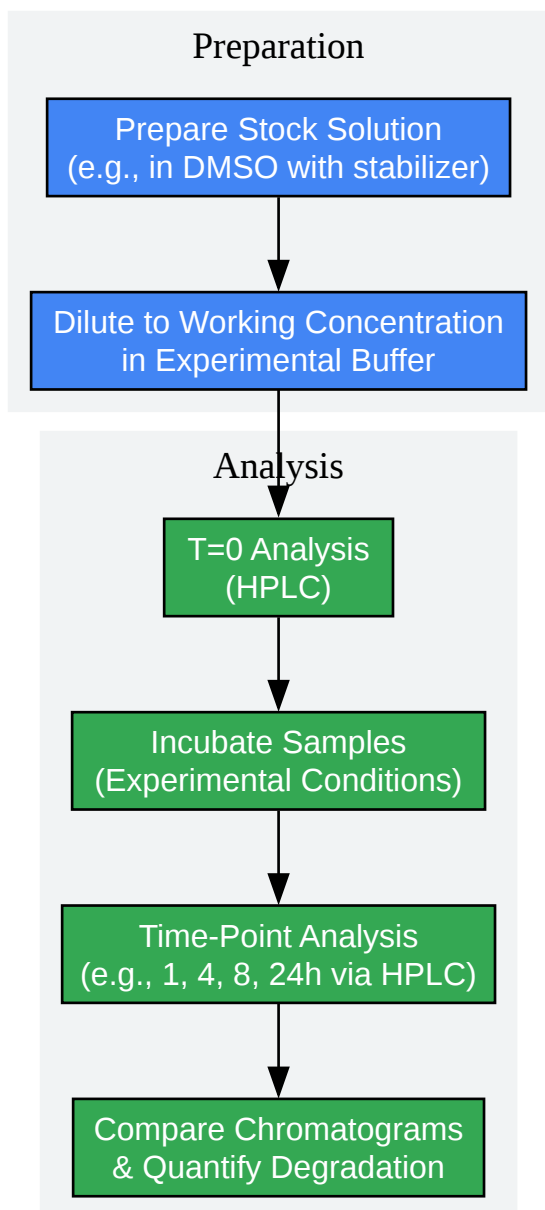 Preparation
Prepare Stock Solution
(e.g., in DMSO with stabilizer)
Dilute to Working Concentration
in Experimental Buffer
Analysis
T=0 Analysis
(HPLC)
Incubate Samples
(Experimental Conditions)
Time-Point Analysis
(e.g., 1, 4, 8, 24h via HPLC)
Compare Chromatograms
& Quantify Degradation